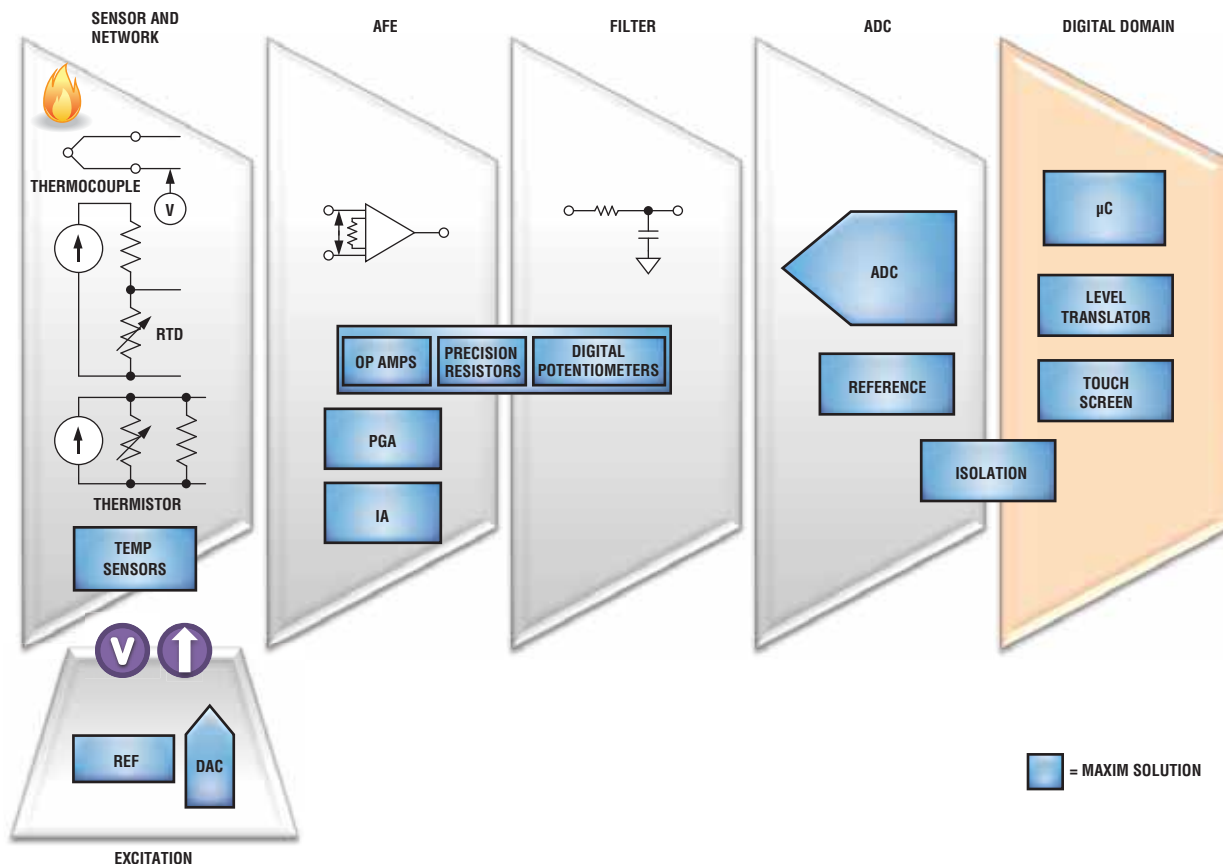 SENSOR AND
NETWORK
AFE
FILTER
ADC
DIGITAL DOMAIN
THERMOCOUPLE
V
RTD
THERMISTOR
TEMP
SENSORS
OP AMPS
PRECISION
RESISTORS
DIGITAL
POTENTIOMETERS
PGA
IA
ADC
REFERENCE
ISOLATION
µC
LEVEL
TRANSLATOR
TOUCH
SCREEN
V
REF
DAC
EXCITATION
= MAXIM SOLUTION